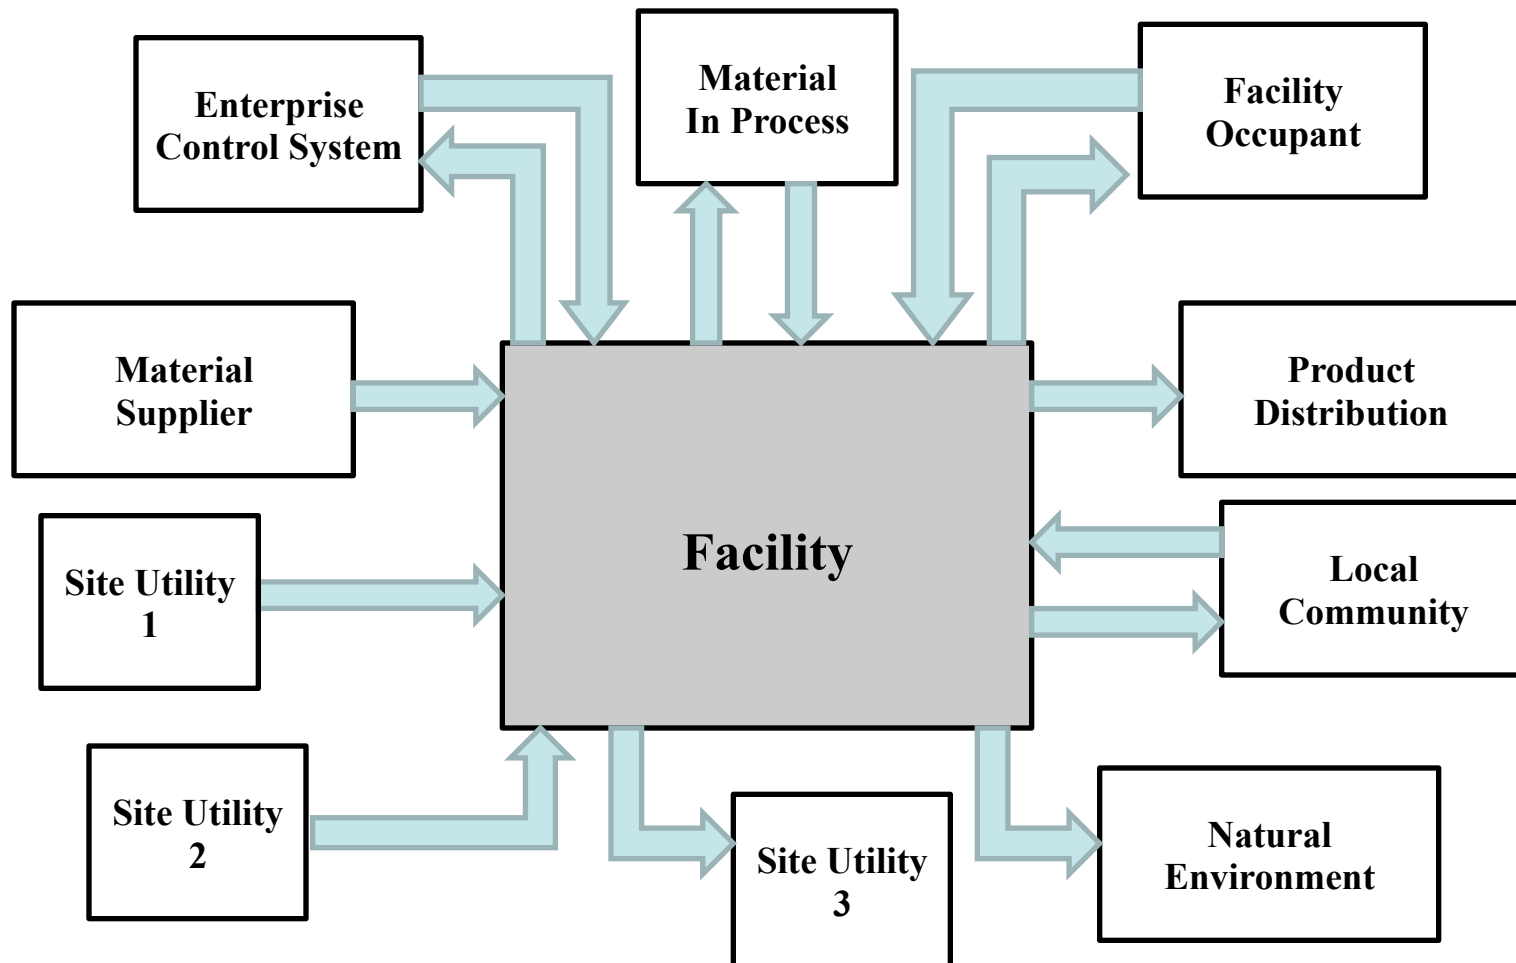 Enterprise
Control System
Material
In Process
Facility
Occupant
Material
Supplier
Product
Distribution
Facility
Local
Community
Site Utility
1
Site Utility
2
Site Utility
3
Natural
Environment